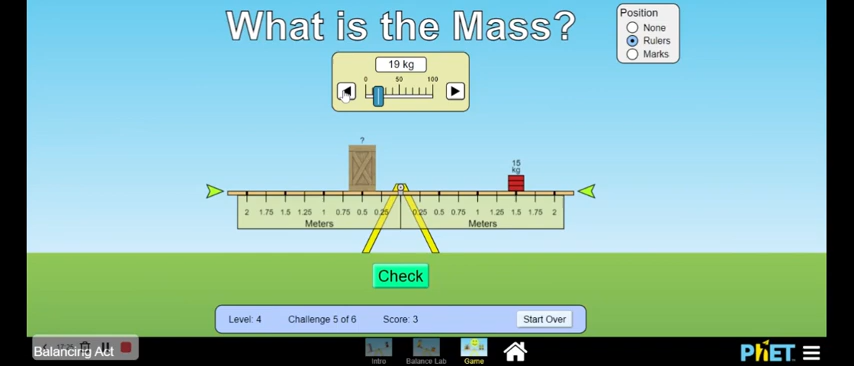 What is the Mass?
Position
None
Rulers
Marks
19 kg
0 50 100
?
15
kg
2 1.75 1.5 1.25 1 0.75 0.5 0.25 0.25 0.5 0.75 1 1.25 1.5 1.75 2
Meters Meters
Check
Level: 4 Challenge 5 of 6 Score: 3 Start Over
Balancing Act
Intro Balance Lab Game
PhET